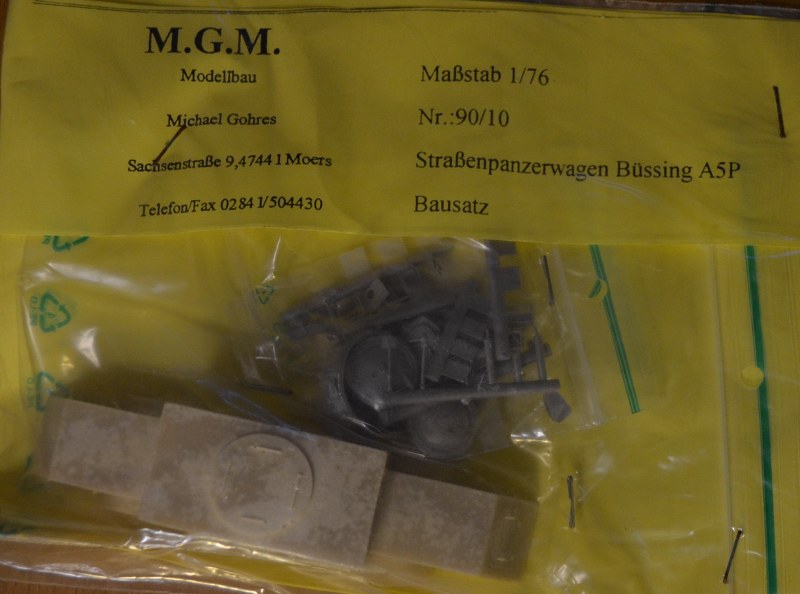 M.G.M.
Modellbau
Michael Gohres
Sachsenstraße 9,47441 Moers
Telefon/Fax 02841/504430
Maßstab 1/76
Nr.:90/10
Straßenpanzerwagen Büssing A5P
Bausatz